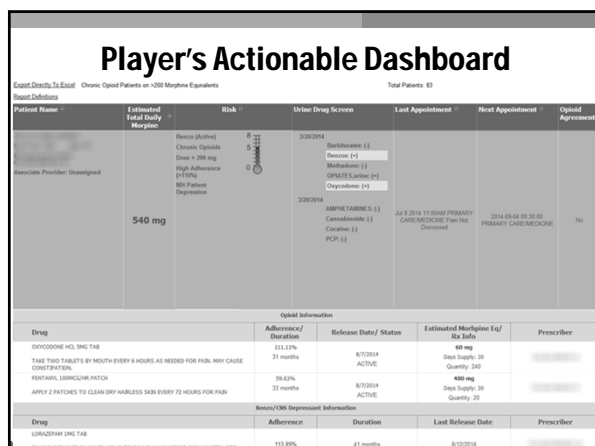 Player's Actionable Dashboard
Export Directly To Excel Chronic Opioid Patients on >200 Morphine Equivalents Total Patients: 83
Report Definitions
Patient Name Estimated Total Daily Morpine Risk Urine Drug Screen Last Appointment Next Appointment Opioid Agreement
Associate Provider: Unassigned
540 mg
Benzo (Active)
Chronic Opioids
Dose > 200 mg
High Adherence (>110%)
MH Patient
Depression
8
5
0
3/20/2014
Barbiturates: (-)
Benzos: (+)
Methadone: (-)
OPIATES,urine: (+)
Oxycodone: (+)
3/20/2014
AMPHETAMINES: (-)
Cannabinoids: (-)
Cocaine: (-)
PCP: (-)
Jul 8 2014 11:00AM PRIMARY
CARE/MEDICINE Pain Not
Discussed
2014-09-04 09:30:00
PRIMARY CARE/MEDICINE
No
Opioid Information
Drug Adherence/ Duration Release Date/ Status Estimated Morhpine Eq/ Rx Info Prescriber
OXYCODONE HCL 5MG TAB
TAKE TWO TABLETS BY MOUTH EVERY 6 HOURS AS NEEDED FOR PAIN. MAY CAUSE
CONSTIPATION.
111.11%
31 months
8/7/2014
ACTIVE
60 mg
Days Supply: 30
Quantity: 240
FENTANYL 100MCG/HR PATCH
APPLY 2 PATCHES TO CLEAN DRY HAIRLESS SKIN EVERY 72 HOURS FOR PAIN
59.63%
33 months
8/7/2014
ACTIVE
480 mg
Days Supply: 30
Quantity: 20
Benzo/CNS Depressant Information
Drug Adherence Duration Last Release Date Prescriber
LORAZEPAM 1MG TAB
113.89% 41 months 8/12/2014